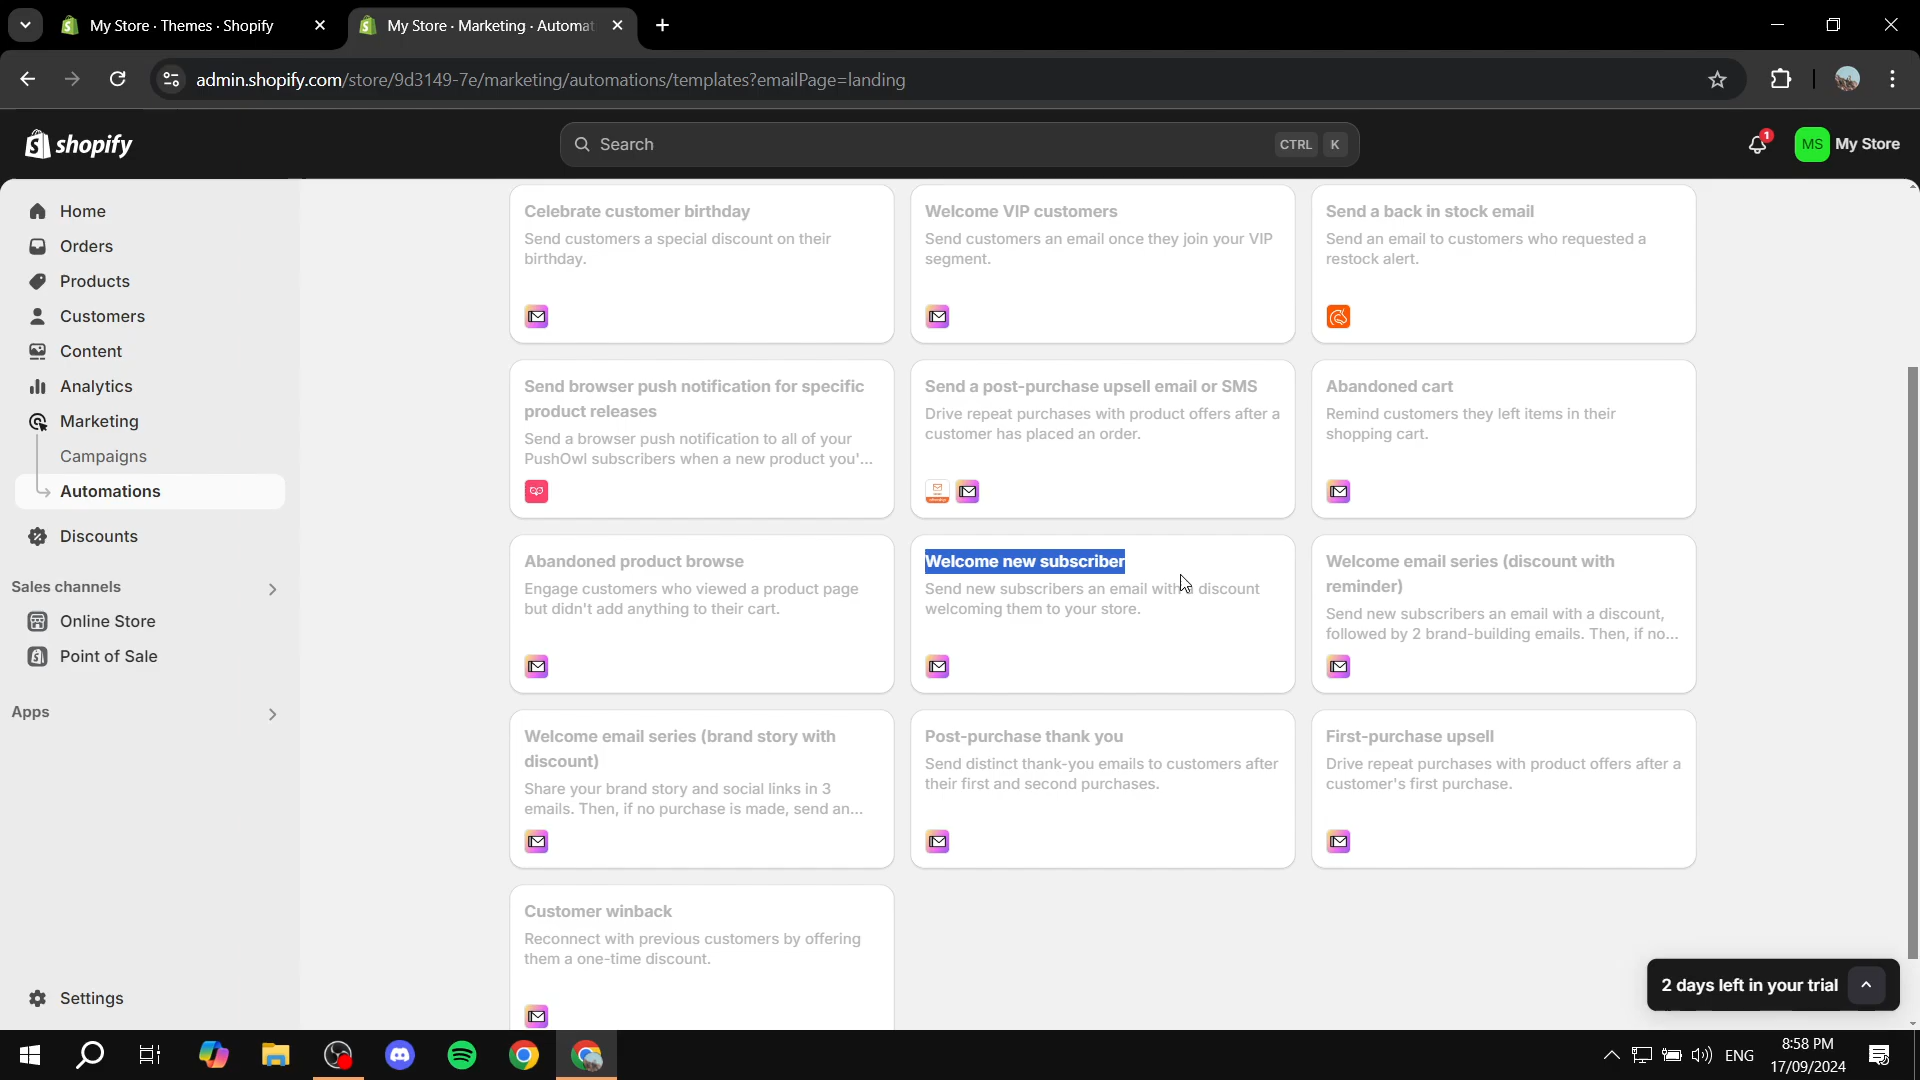 My Store · Themes · Shopify
My Store · Marketing · Automat
admin.shopify.com/store/9d3149-7e/marketing/automations/templates?emailPage=landing
shopify
Search
CTRL K
1
MS
My Store
Home
Orders
Products
Customers
Content
Analytics
Marketing
Campaigns
Automations
Discounts
Sales channels
Online Store
Point of Sale
Apps
Settings
Celebrate customer birthday
Send customers a special discount on their
birthday.
Welcome VIP customers
Send customers an email once they join your VIP
segment.
Send a back in stock email
Send an email to customers who requested a
restock alert.
Send browser push notification for specific
product releases
Send a browser push notification to all of your
PushOwl subscribers when a new product you'...
Send a post-purchase upsell email or SMS
Drive repeat purchases with product offers after a
customer has placed an order.
Abandoned cart
Remind customers they left items in their
shopping cart.
Abandoned product browse
Engage customers who viewed a product page
but didn't add anything to their cart.
Welcome new subscriber
Send new subscribers an email with a discount
welcoming them to your store.
Welcome email series (discount with
reminder)
Send new subscribers an email with a discount,
followed by 2 brand-building emails. Then, if no...
Welcome email series (brand story with
discount)
Share your brand story and social links in 3
emails. Then, if no purchase is made, send an...
Post-purchase thank you
Send distinct thank-you emails to customers after
their first and second purchases.
First-purchase upsell
Drive repeat purchases with product offers after a
customer's first purchase.
Customer winback
Reconnect with previous customers by offering
them a one-time discount.
2 days left in your trial
ENG
8:58 PM
17/09/2024